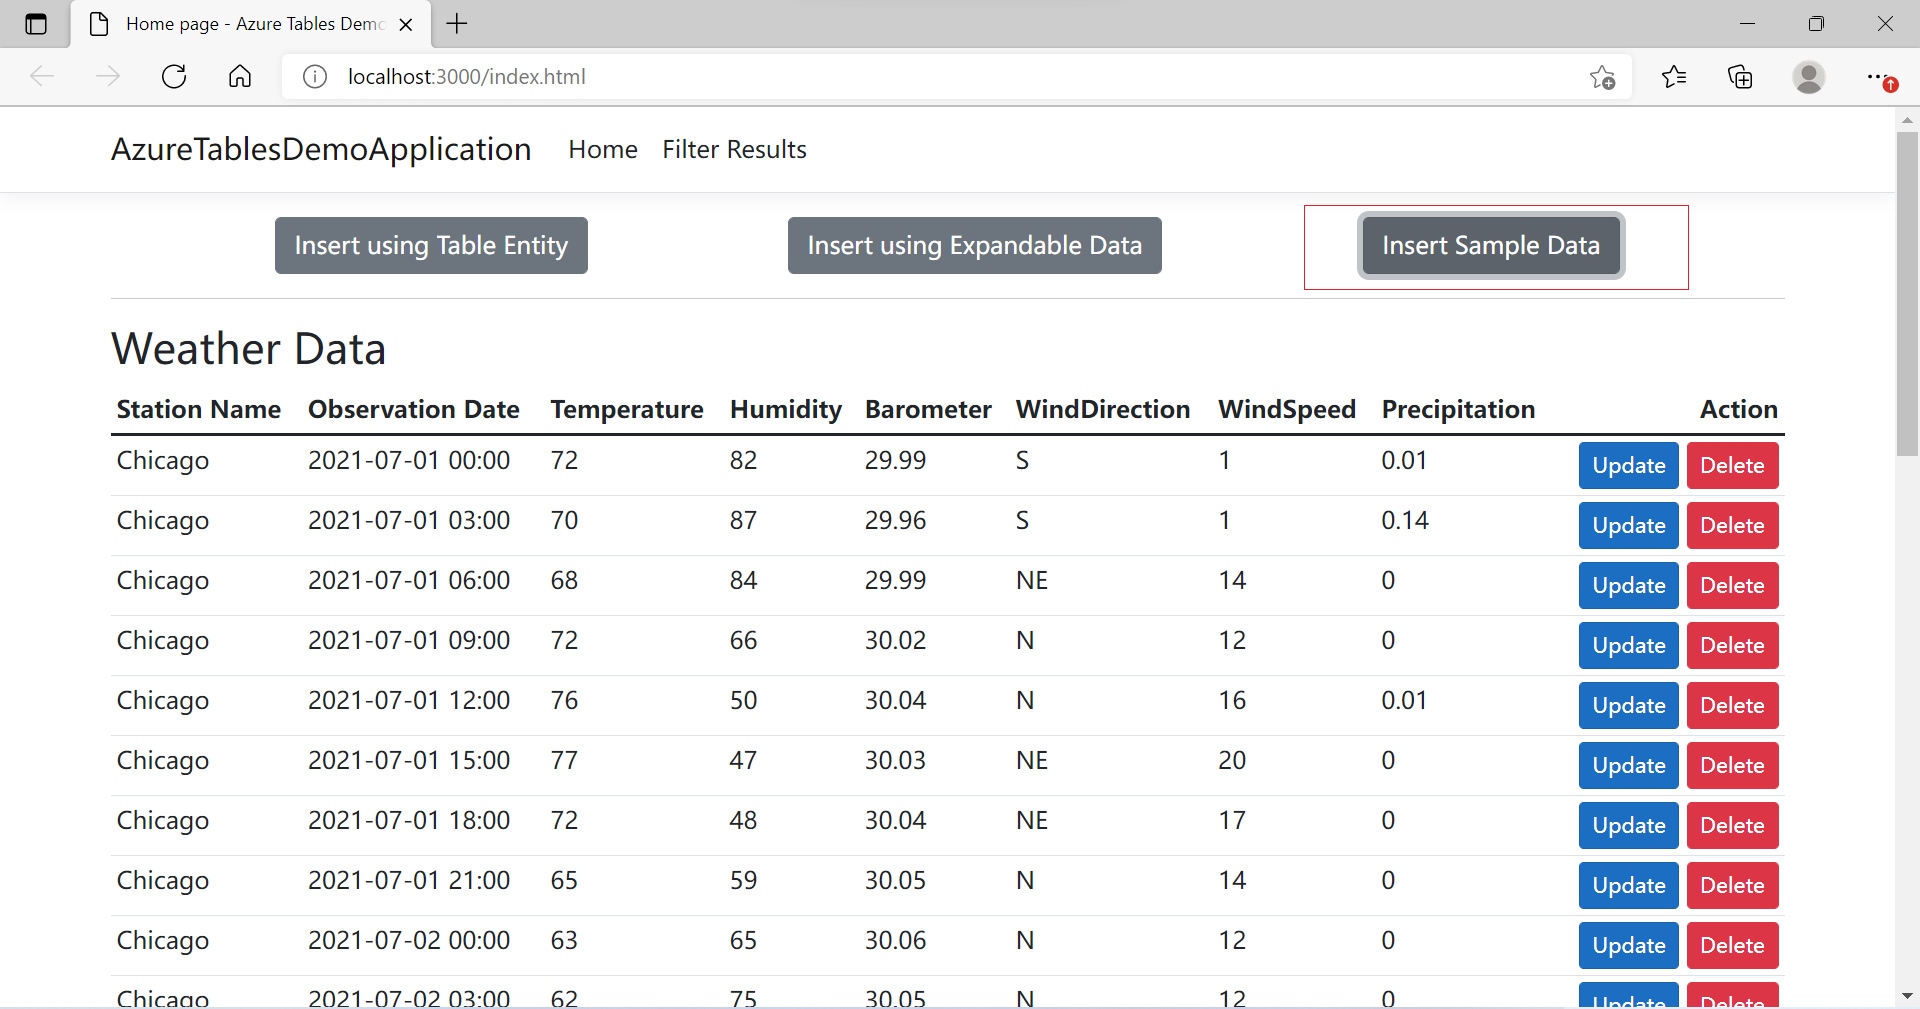 Home page - Azure Tables Demo
localhost:3000/index.html
AzureTablesDemoApplication Home Filter Results
Insert using Table Entity Insert using Expandable Data Insert Sample Data
Weather Data
Station Name Observation Date Temperature Humidity Barometer WindDirection WindSpeed Precipitation Action
Chicago 2021-07-01 00:00 72 82 29.99 S 1 0.01 Update Delete
Chicago 2021-07-01 03:00 70 87 29.96 S 1 0.14 Update Delete
Chicago 2021-07-01 06:00 68 84 29.99 NE 14 0 Update Delete
Chicago 2021-07-01 09:00 72 66 30.02 N 12 0 Update Delete
Chicago 2021-07-01 12:00 76 50 30.04 N 16 0.01 Update Delete
Chicago 2021-07-01 15:00 77 47 30.03 NE 20 0 Update Delete
Chicago 2021-07-01 18:00 72 48 30.04 NE 17 0 Update Delete
Chicago 2021-07-01 21:00 65 59 30.05 N 14 0 Update Delete
Chicago 2021-07-02 00:00 63 65 30.06 N 12 0 Update Delete
Chicago 2021-07-02 03:00 62 75 30.05 N 12 0 Update Delete